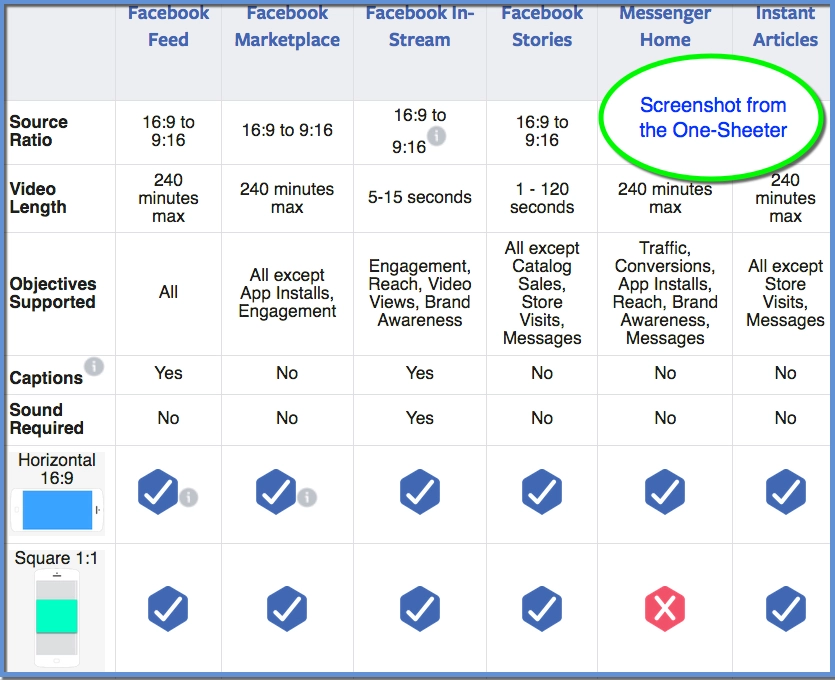 Facebook Feed
Facebook Marketplace
Facebook In-Stream
Facebook Stories
Messenger Home
Instant Articles
Screenshot from
the One-Sheeter
Source Ratio
16:9 to 9:16
16:9 to 9:16
16:9 to 9:16 i
16:9 to 9:16
Video Length
240 minutes max
240 minutes max
5-15 seconds
1 - 120 seconds
240 minutes max
240 minutes max
Objectives Supported
All
All except App Installs, Engagement
Engagement, Reach, Video Views, Brand Awareness
All except Catalog Sales, Store Visits, Messages
Traffic, Conversions, App Installs, Reach, Brand Awareness, Messages
All except Store Visits, Messages
Captions i
Yes
No
Yes
No
No
No
Sound Required
No
No
Yes
No
No
No
Horizontal 16:9
i
i
Square 1:1